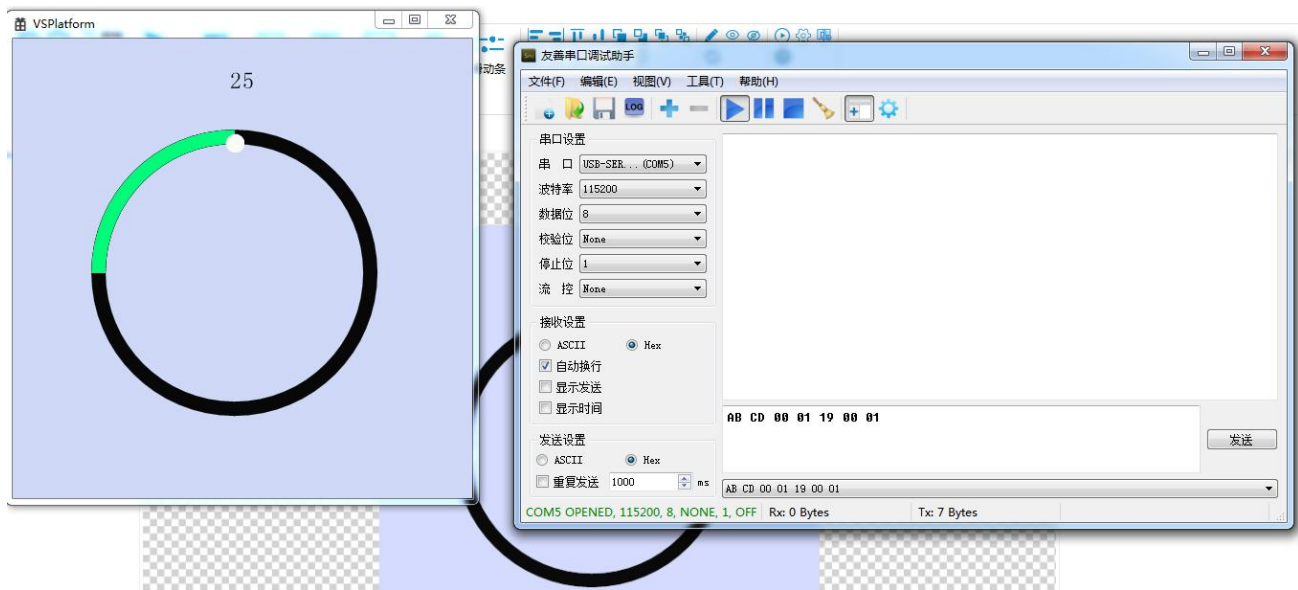 VSPlatform
25
动条
友善串口调试助手
文件(F) 编辑(E) 视图(V) 工具(T) 帮助(H)
LOG
串口设置
串 口 USB-SER...(COM5)
波特率 115200
数据位 8
校验位 None
停止位 1
流 控 None
接收设置
ASCII Hex
自动换行
显示发送
显示时间
发送设置
ASCII Hex
重复发送 1000 ms
AB CD 00 01 19 00 01
发送
AB CD 00 01 19 00 01
COM5 OPENED, 115200, 8, NONE, 1, OFF Rx: 0 Bytes Tx: 7 Bytes